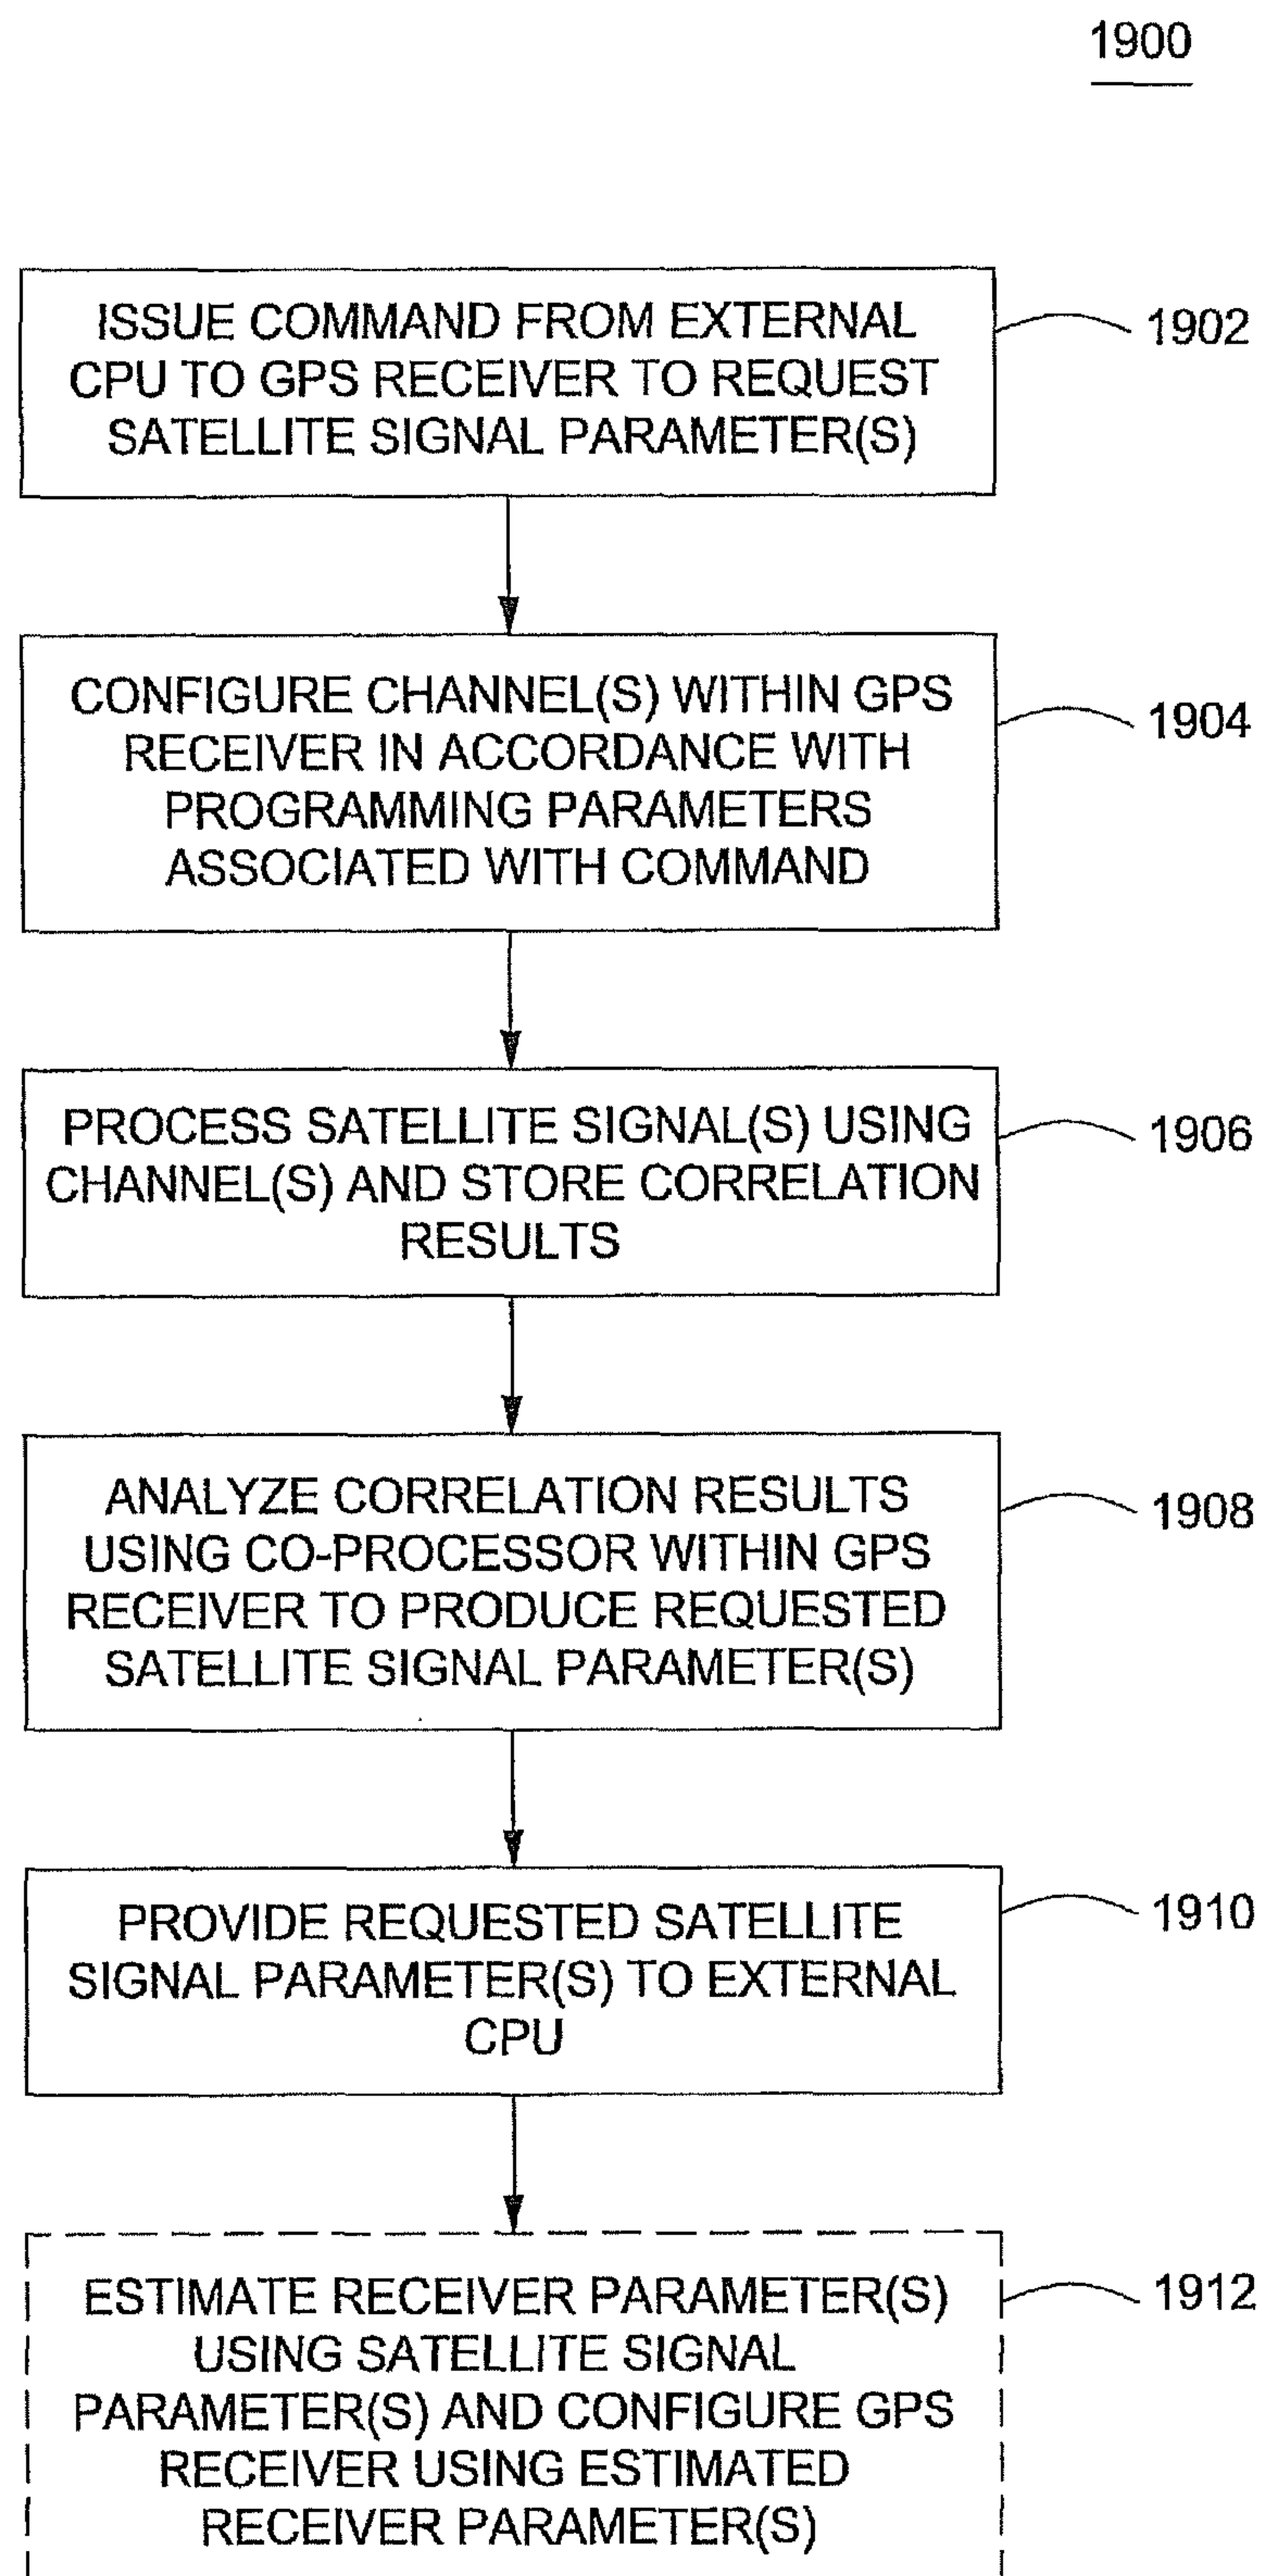 1900
ISSUE COMMAND FROM EXTERNAL
CPU TO GPS RECEIVER TO REQUEST
SATELLITE SIGNAL PARAMETER(S)
1902
CONFIGURE CHANNEL(S) WITHIN GPS
RECEIVER IN ACCORDANCE WITH
PROGRAMMING PARAMETERS
ASSOCIATED WITH COMMAND
1904
PROCESS SATELLITE SIGNAL(S) USING
CHANNEL(S) AND STORE CORRELATION
RESULTS
1906
ANALYZE CORRELATION RESULTS
USING CO-PROCESSOR WITHIN GPS
RECEIVER TO PRODUCE REQUESTED
SATELLITE SIGNAL PARAMETER(S)
1908
PROVIDE REQUESTED SATELLITE
SIGNAL PARAMETER(S) TO EXTERNAL
CPU
1910
ESTIMATE RECEIVER PARAMETER(S)
USING SATELLITE SIGNAL
PARAMETER(S) AND CONFIGURE GPS
RECEIVER USING ESTIMATED
RECEIVER PARAMETER(S)
1912